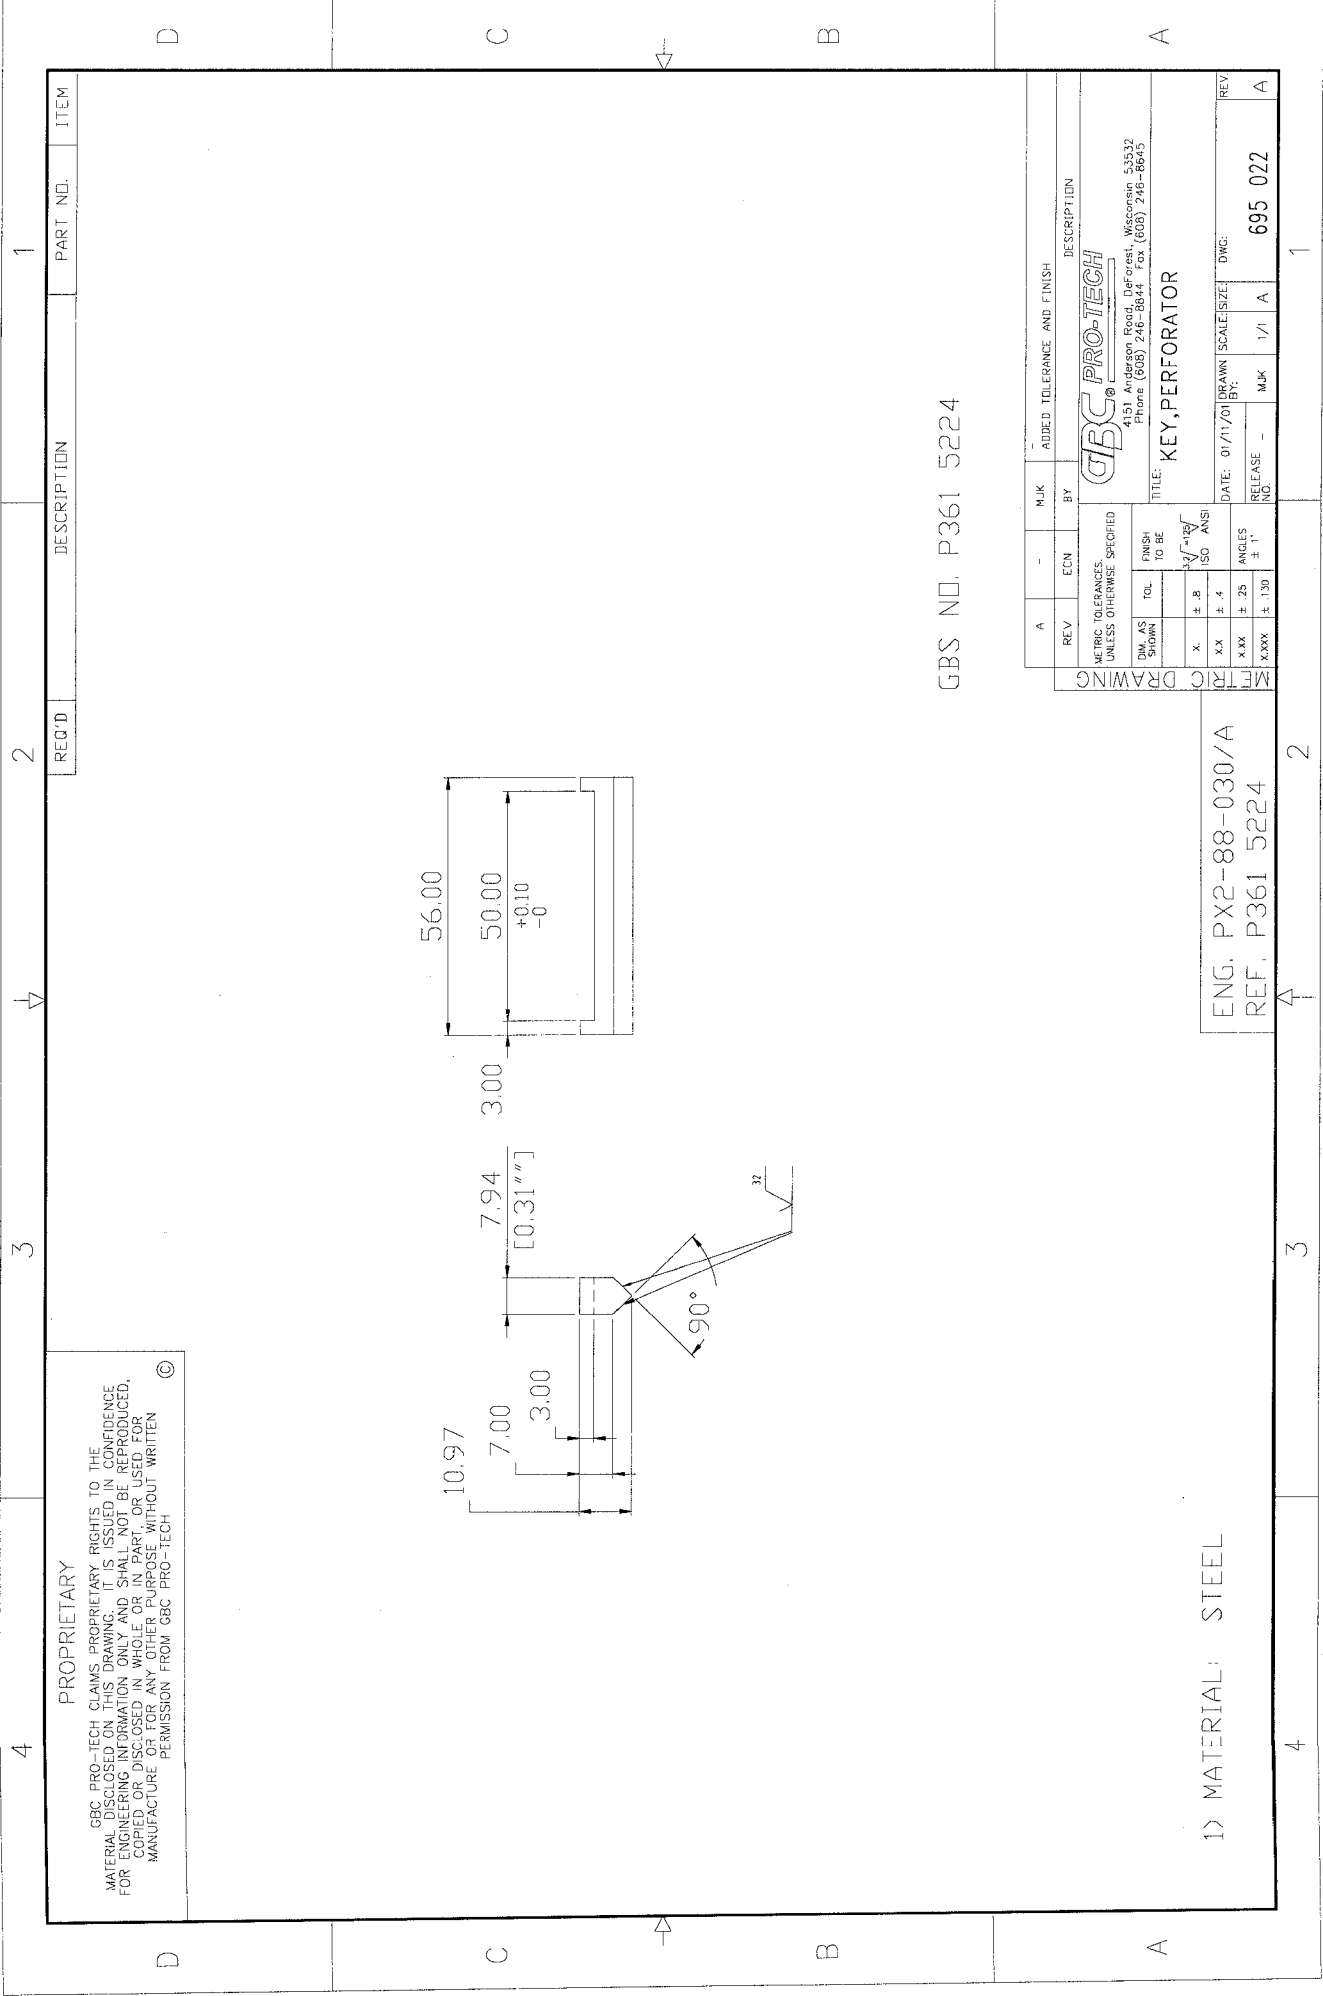 4
3
2
1
D
C
B
A
PROPRIETARY
GBC PRO-TECH CLAIMS PROPRIETARY RIGHTS TO THE
MATERIAL DISCLOSED ON THIS DRAWING. IT IS ISSUED IN CONFIDENCE
FOR ENGINEERING INFORMATION ONLY AND SHALL NOT BE REPRODUCED,
COPIED OR DISCLOSED IN WHOLE OR IN PART, OR USED FOR
MANUFACTURE OR FOR ANY OTHER PURPOSE WITHOUT WRITTEN
PERMISSION FROM GBC PRO-TECH
©
REQ'D DESCRIPTION PART NO. ITEM
10.97
7.00
3.00
7.94
[0.31""]
90°
32
56.00
3.00
50.00
+0.10
-0
GBS NO. P361 5224
1) MATERIAL: STEEL
ENG. PX2-88-030/A
REF. P361 5224
METRIC DRAWING
A - MJK - ADDED TOLERANCE AND FINISH
REV ECN BY DESCRIPTION
METRIC TOLERANCES.
UNLESS OTHERWISE SPECIFIED
DIM. AS
SHOWN
TOL.
FINISH
TO BE
X. ± .8
X.X ± .4
X.XX ± .25
X.XXX ± .130
3.2 = 125
ISO ANSI
ANGLES
± 1°
GBC® PRO-TECH
4151 Anderson Road, DeForest, Wisconsin 53532
Phone (608) 246-8844 Fax (608) 246-8645
TITLE:
KEY,PERFORATOR
DATE: 01/11/01
DRAWN
BY:
MJK
SCALE:
1/1
SIZE:
A
DWG:
695 022
REV.
A
RELEASE
NO. -
D
C
B
A
4
3
2
1